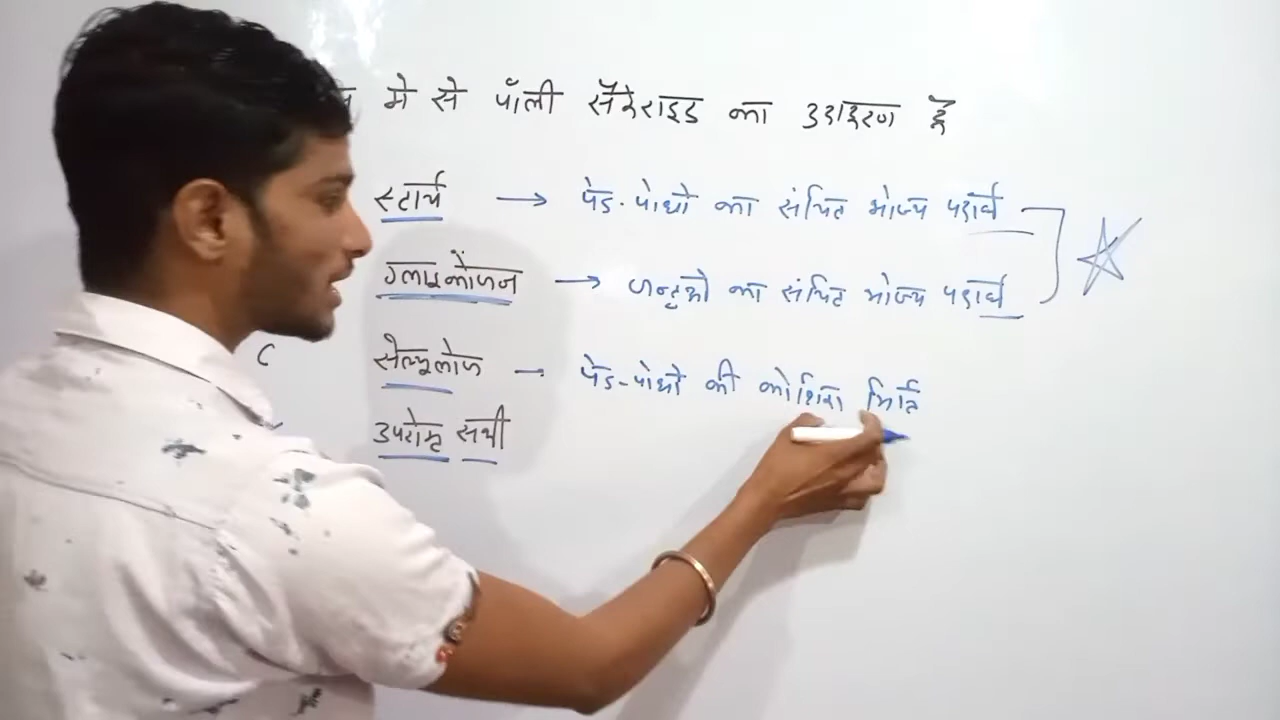 में से पॉली सैकेराइड का उदाहरण है
स्टार्च → पेड़-पौधों का संचित भोज्य पदार्थ
ग्लाइकोजन → जन्तुओं का संचित भोज्य पदार्थ
C सेल्यूलोज - पेड़-पौधों की कोशिका भित्ति
उपरोक्त सभी